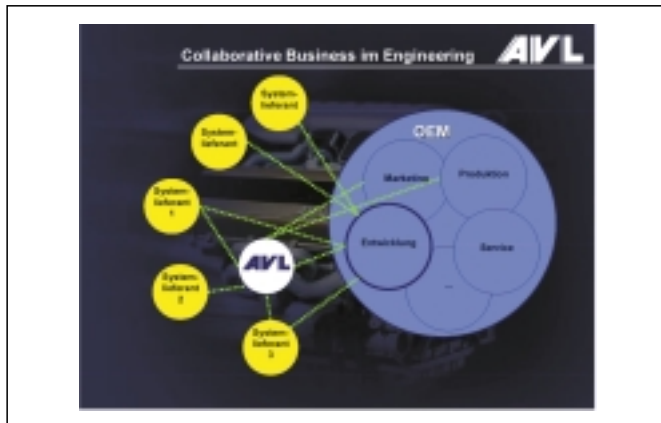 Collaborative Business im Engineering
AVL
System-
lieferant
System-
lieferant
OEM
Marketing
Produktion
System-
lieferant
1
Entwicklung
Service
AVL
System-
lieferant
2
...
System-
lieferant
3